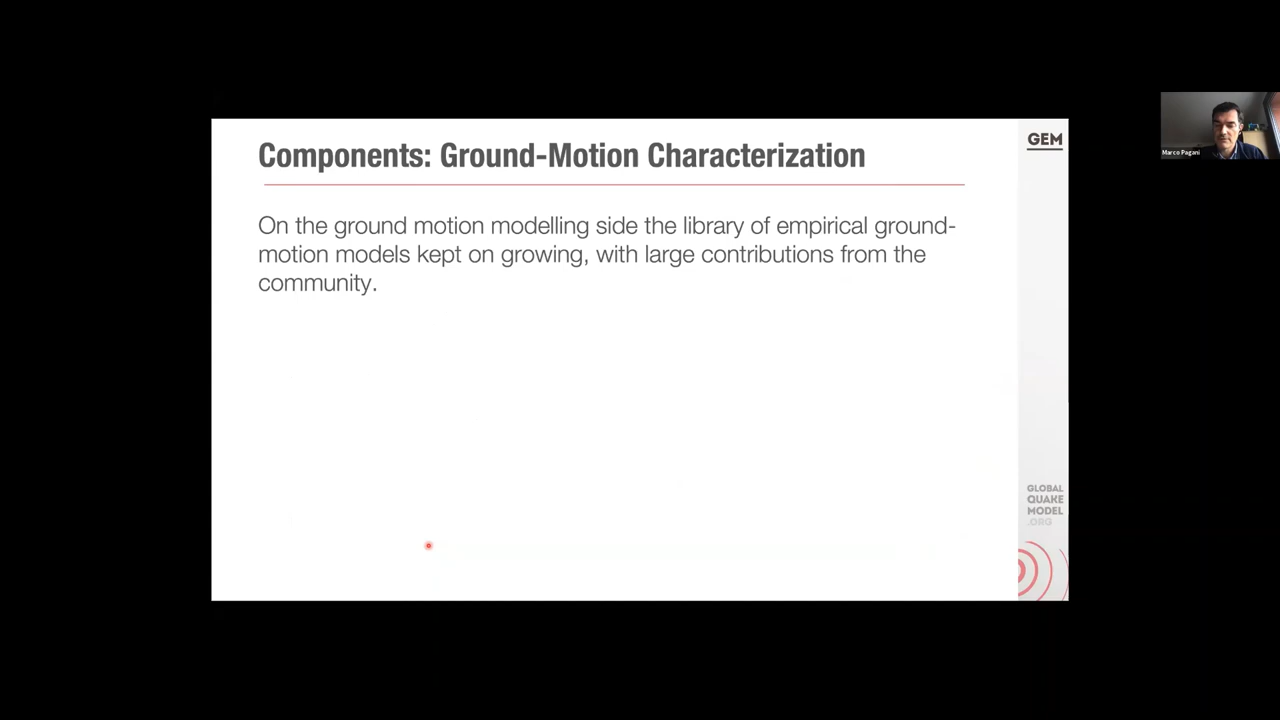 Components: Ground-Motion Characterization
GEM
On the ground motion modelling side the library of empirical ground-
motion models kept on growing, with large contributions from the
community.
GLOBAL
QUAKE
MODEL
.ORG
Marco Pagani